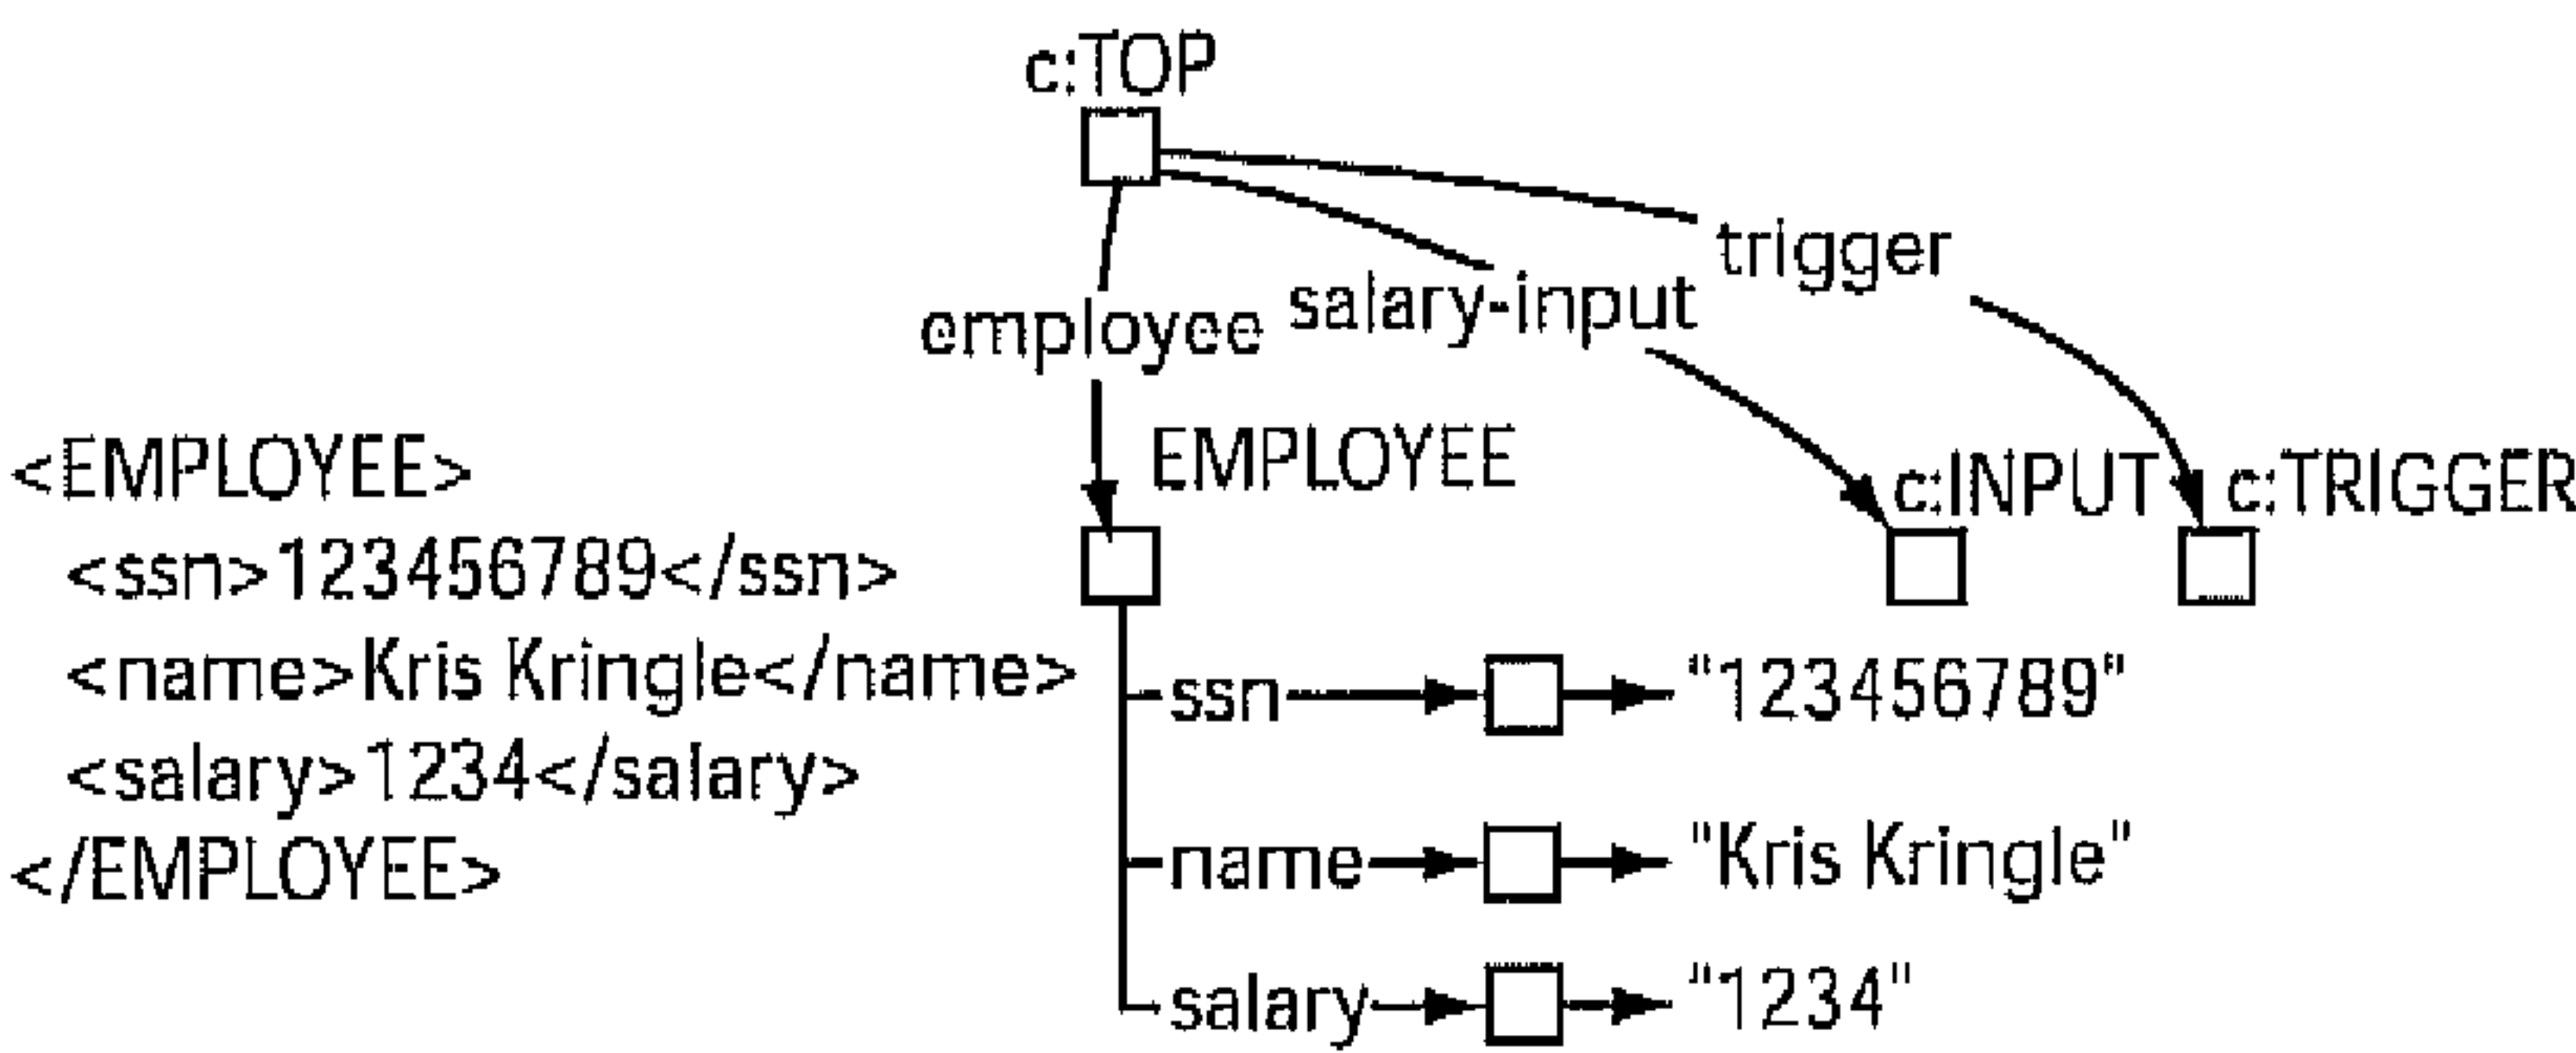 c:TOP
trigger
salary-input
employee
EMPLOYEE
c:INPUT
c:TRIGGER
<EMPLOYEE>
<ssn>123456789</ssn>
<name>Kris Kringle</name>
<salary>1234</salary>
</EMPLOYEE>
ssn "123456789"
name "Kris Kringle"
salary "1234"